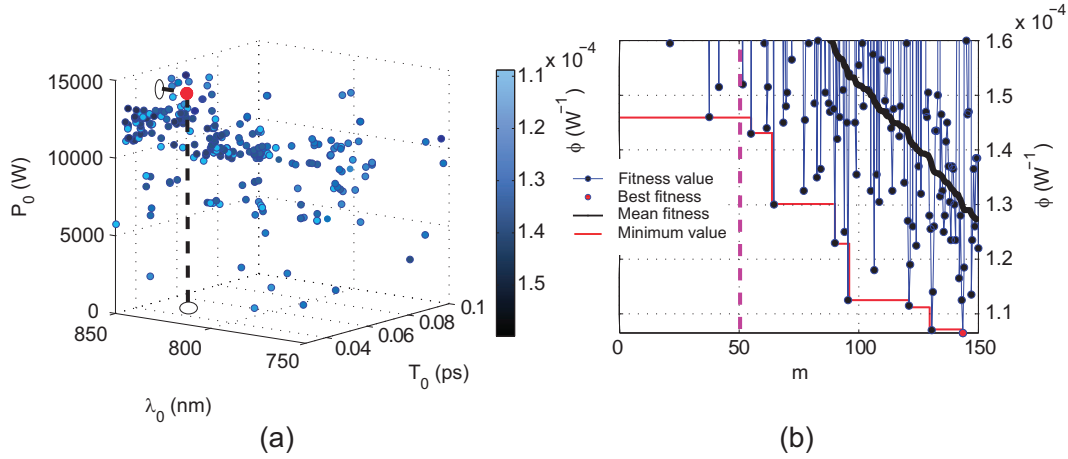 (a)
x 10⁻⁴
15000
10000
5000
0
P_0 (W)
850
800
750
λ_0 (nm)
0.04
0.06
0.08
0.1
T_0 (ps)
1.1
1.2
1.3
1.4
1.5
ϕ (W⁻¹)
(a)
x 10⁻⁴
1.6
1.5
1.4
1.3
1.2
1.1
ϕ (W⁻¹)
Fitness value
Best fitness
Mean fitness
Minimum value
0
50
100
150
m
(b)